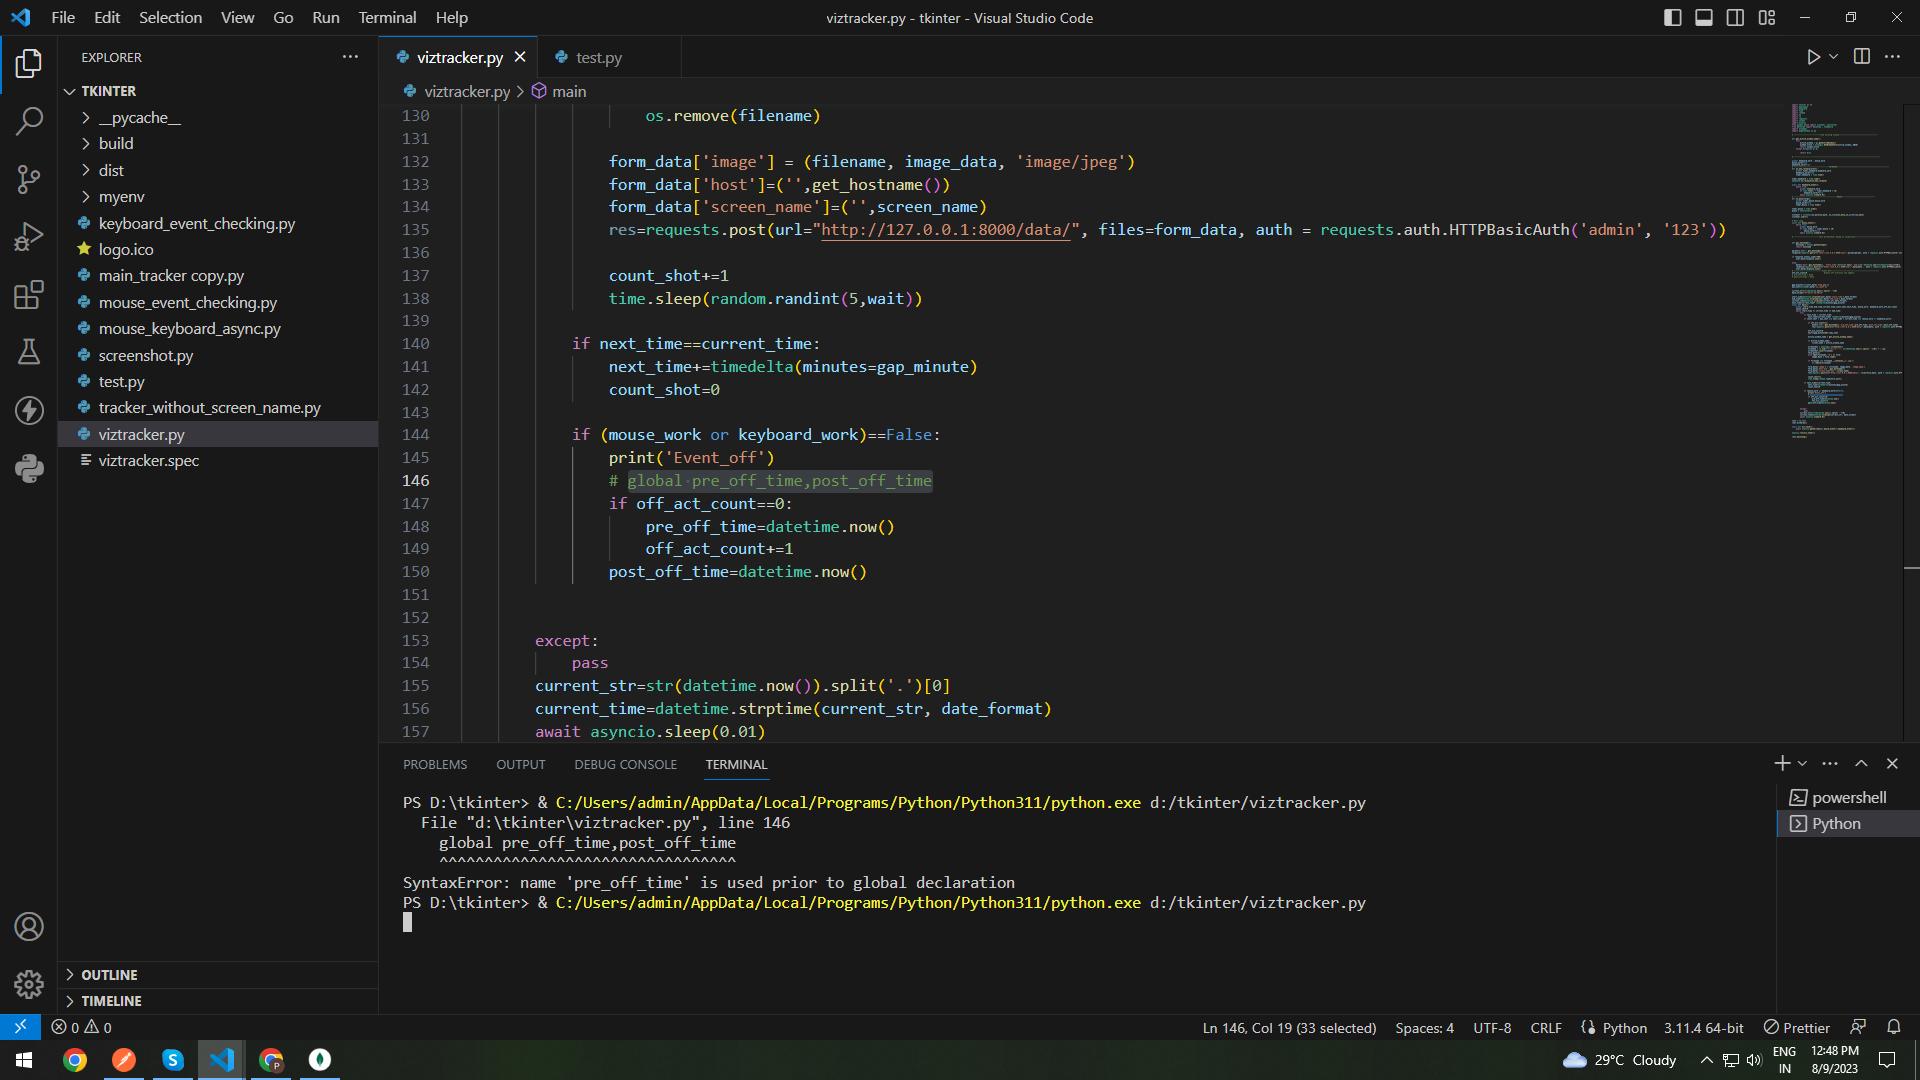 File Edit Selection View Go Run Terminal Help
viztracker.py - tkinter - Visual Studio Code
EXPLORER
TKINTER
__pycache__
build
dist
myenv
keyboard_event_checking.py
logo.ico
main_tracker copy.py
mouse_event_checking.py
mouse_keyboard_async.py
screenshot.py
test.py
tracker_without_screen_name.py
viztracker.py
viztracker.spec
OUTLINE
TIMELINE
viztracker.py test.py
viztracker.py > main
130 os.remove(filename)
131
132 form_data['image'] = (filename, image_data, 'image/jpeg')
133 form_data['host']=('',get_hostname())
134 form_data['screen_name']=('',screen_name)
135 res=requests.post(url="http://127.0.0.1:8000/data/", files=form_data, auth = requests.auth.HTTPBasicAuth('admin', '123'))
136
137 count_shot+=1
138 time.sleep(random.randint(5,wait))
139
140 if next_time==current_time:
141 next_time+=timedelta(minutes=gap_minute)
142 count_shot=0
143
144 if (mouse_work or keyboard_work)==False:
145 print('Event_off')
146 # global pre_off_time,post_off_time
147 if off_act_count==0:
148 pre_off_time=datetime.now()
149 off_act_count+=1
150 post_off_time=datetime.now()
151
152
153 except:
154 pass
155 current_str=str(datetime.now()).split('.')[0]
156 current_time=datetime.strptime(current_str, date_format)
157 await asyncio.sleep(0.01)
PROBLEMS OUTPUT DEBUG CONSOLE TERMINAL
PS D:\tkinter> & C:/Users/admin/AppData/Local/Programs/Python/Python311/python.exe d:/tkinter/viztracker.py
File "d:\tkinter\viztracker.py", line 146
global pre_off_time,post_off_time
^^^^^^^^^^^^^^^^^^^^^^^^^^^^^^^^^
SyntaxError: name 'pre_off_time' is used prior to global declaration
PS D:\tkinter> & C:/Users/admin/AppData/Local/Programs/Python/Python311/python.exe d:/tkinter/viztracker.py
powershell
Python
0 0 Ln 146, Col 19 (33 selected) Spaces: 4 UTF-8 CRLF Python 3.11.4 64-bit Prettier
29°C Cloudy
ENG
IN
12:48 PM
8/9/2023